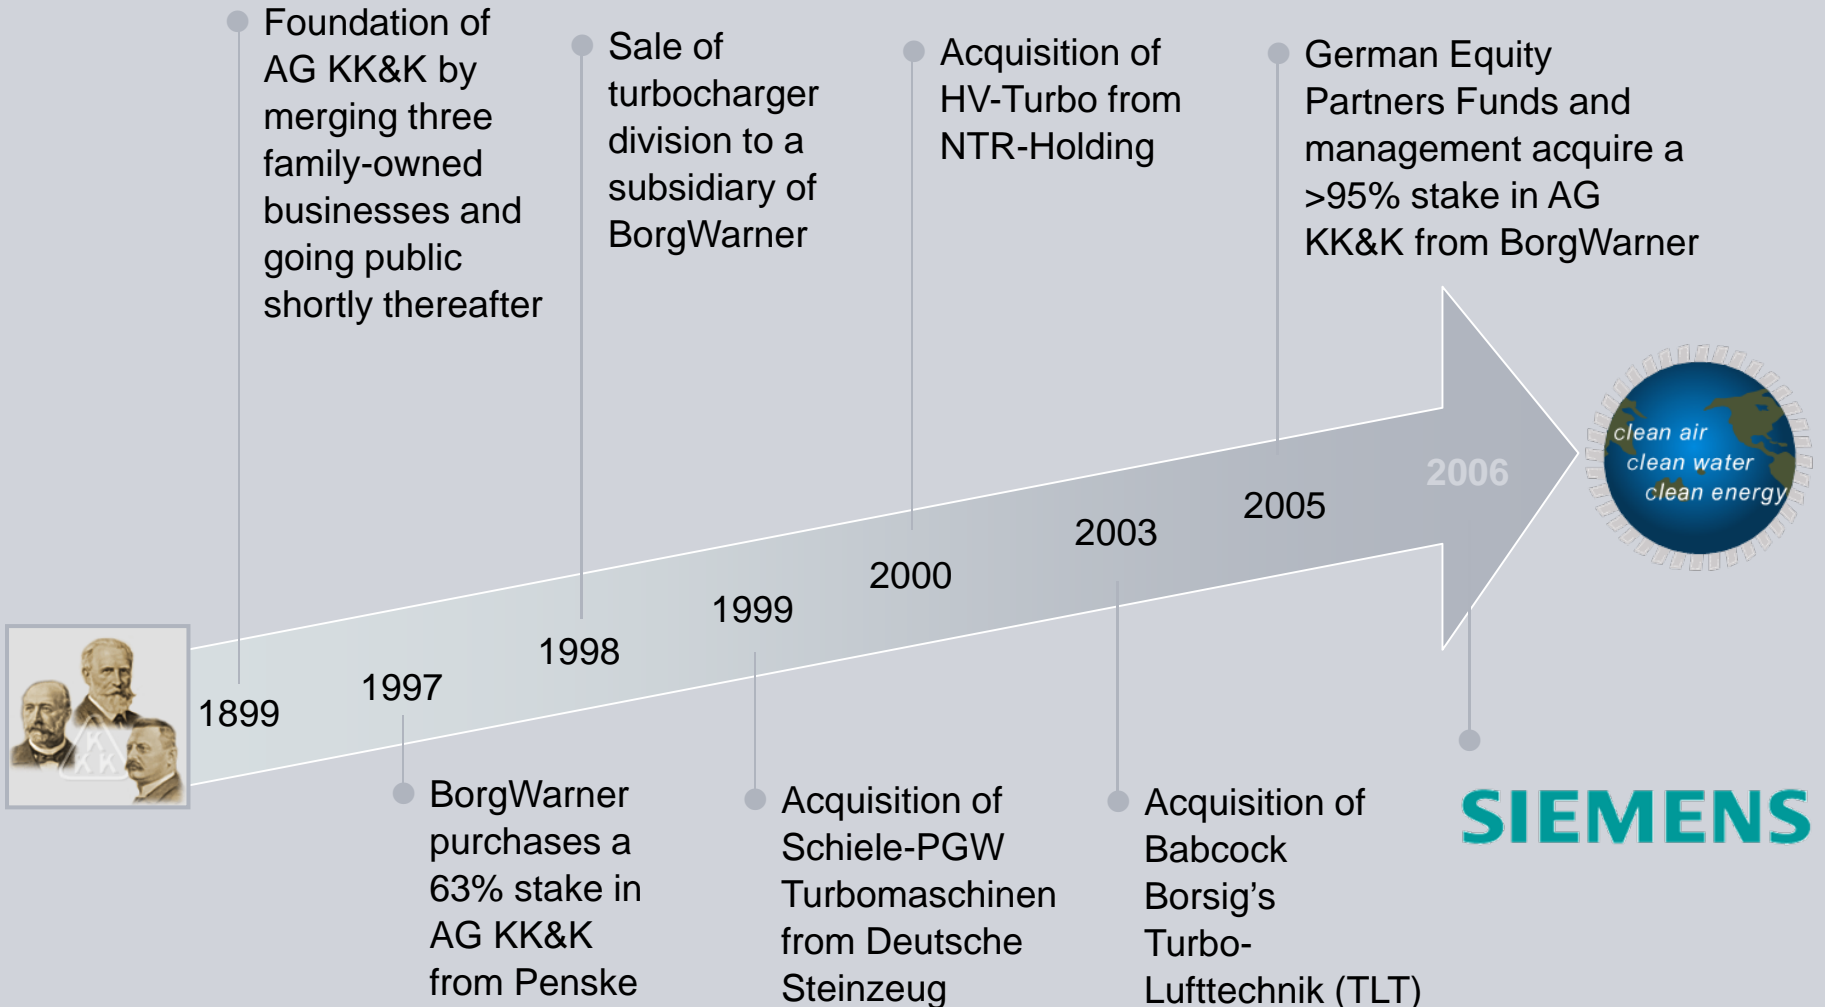 Foundation of
AG KK&K by
merging three
family-owned
businesses and
going public
shortly thereafter
Sale of
turbocharger
division to a
subsidiary of
BorgWarner
Acquisition of
HV-Turbo from
NTR-Holding
German Equity
Partners Funds and
management acquire a
>95% stake in AG
KK&K from BorgWarner
clean air
clean water
clean energy
2006
2005
2003
2000
1999
1998
1997
1899
K
K K
BorgWarner
purchases a
63% stake in
AG KK&K
from Penske
Acquisition of
Schiele-PGW
Turbomaschinen
from Deutsche
Steinzeug
Acquisition of
Babcock
Borsig's
Turbo-
Lufttechnik (TLT)
SIEMENS